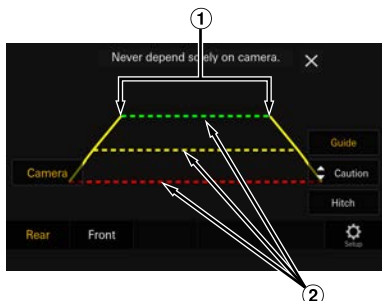 ①
Never depend solely on camera. ✕
Guide
Camera
Caution
Hitch
Rear Front
Setup
②